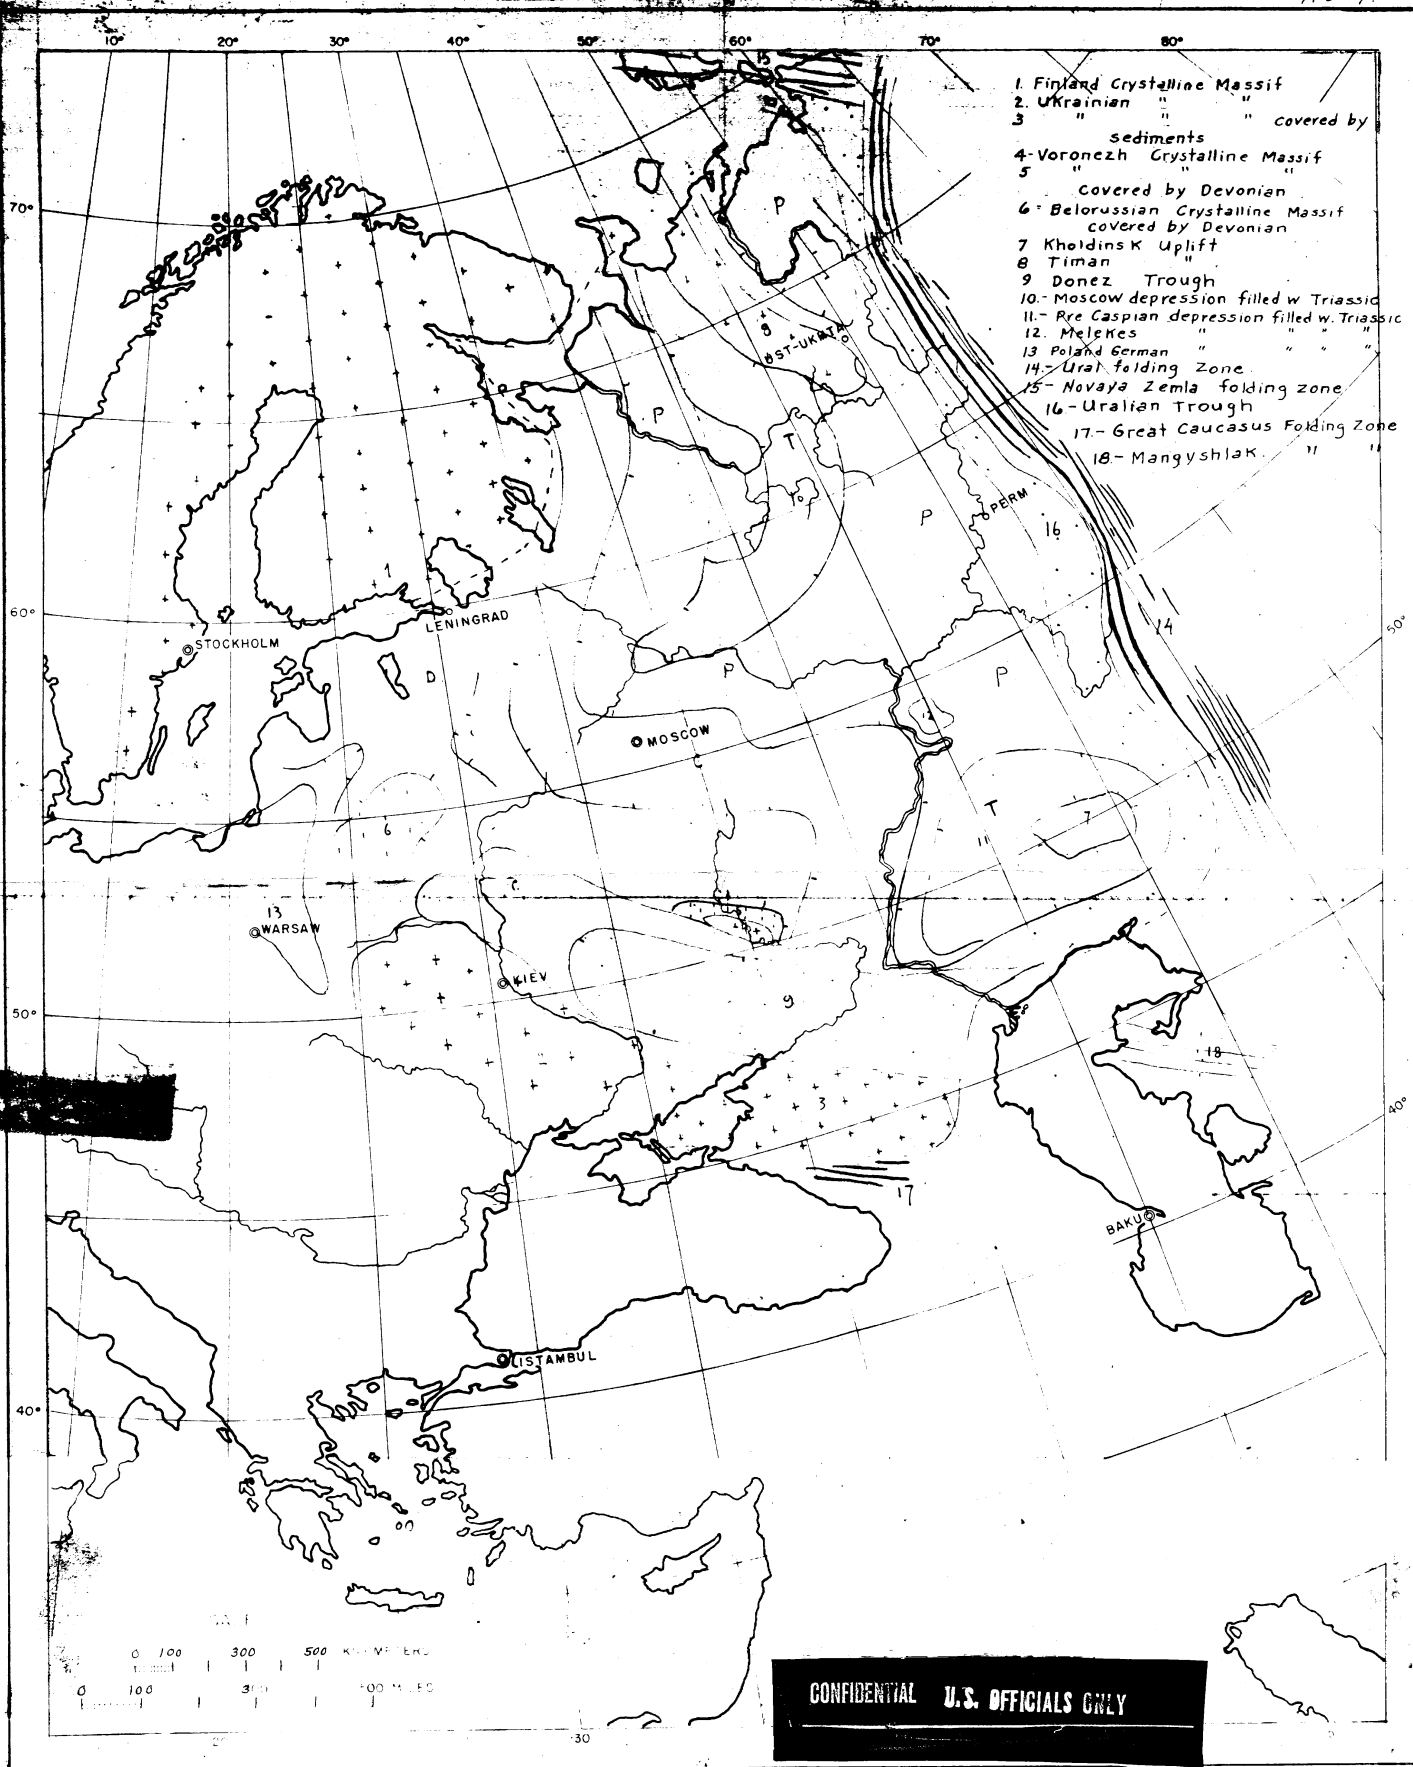 10° 20° 30° 40° 50° 60° 70° 80°
15
1. Finland Crystalline Massif
2. Ukrainian " "
3 " " " covered by
sediments
4- Voronezh Crystalline Massif
5 " " "
Covered by Devonian
6- Belorussian Crystalline Massif
covered by Devonian
7 Kholdinsk Uplift
8 Timan "
9 Donez Trough
10.- Moscow depression filled w Triassic
11.- Pre Caspian depression filled w. Triassic
12. Melekes " " " "
13 Poland German " " " "
14.- Ural folding Zone
15- Novaya Zemla folding zone
16.- Uralian Trough
17.- Great Caucasus Folding Zone
18.- Mangyshlak. " "
70°
P
8
UST-UKHTA
P
T
10
P
PERM
16
1
60°
LENINGRAD
STOCKHOLM
14
50°
D
P
P
12
MOSCOW
C
T
7
6
11
C
13
WARSAW
KIEV
9
50°
18
3
40°
17
BAKU
ISTAMBUL
40°
0 100 300 500 KILOMETERS
0 100 300 500 MILES
CONFIDENTIAL U.S. OFFICIALS ONLY
20
30